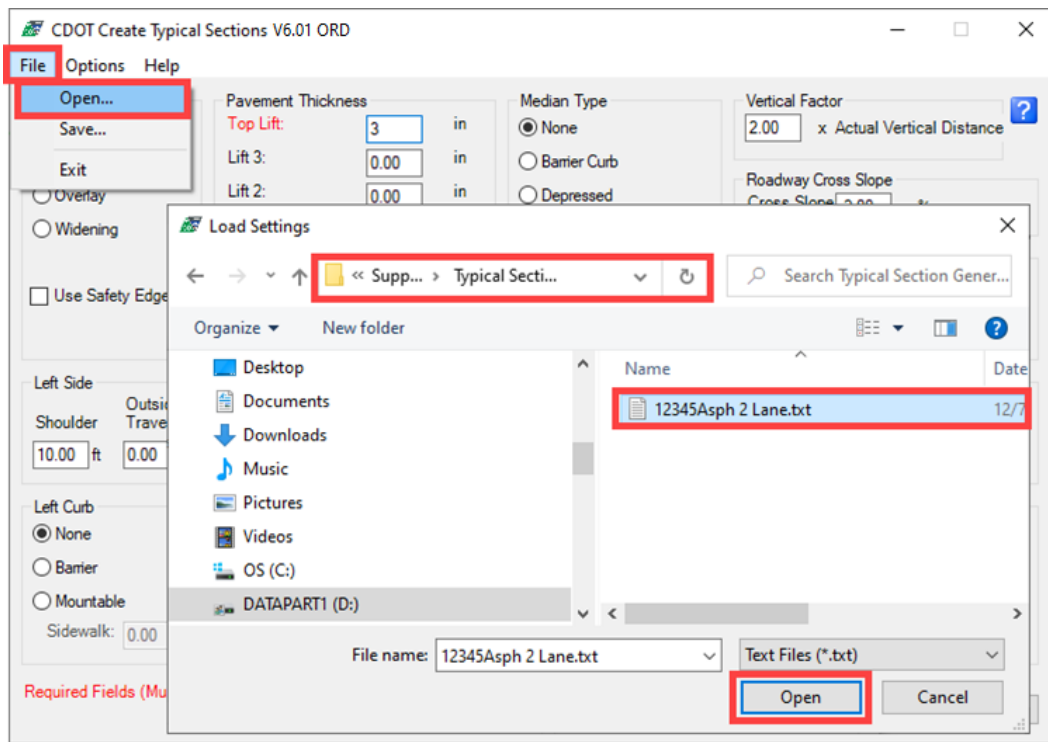 CDOT Create Typical Sections V6.01 ORD
File Options Help
Open...
Save...
Exit
Overlay
Widening
Use Safety Edge
Pavement Thickness
Top Lift: 3 in
Lift 3: 0.00 in
Lift 2: 0.00 in
Median Type
None
Barrier Curb
Depressed
Vertical Factor
2.00 x Actual Vertical Distance
?
Roadway Cross Slope
Cross Slope
Left Side
Shoulder
10.00 ft
0.00
Left Curb
None
Barrier
Mountable
Sidewalk: 0.00
Required Fields
Load Settings
« Supp... > Typical Secti...
Search Typical Section Gener...
Organize New folder
?
Desktop
Documents
Downloads
Music
Pictures
Videos
OS (C:)
DATAPART1 (D:)
Name Date
12345Asph 2 Lane.txt 12/7
File name: 12345Asph 2 Lane.txt Text Files (*.txt)
Open Cancel